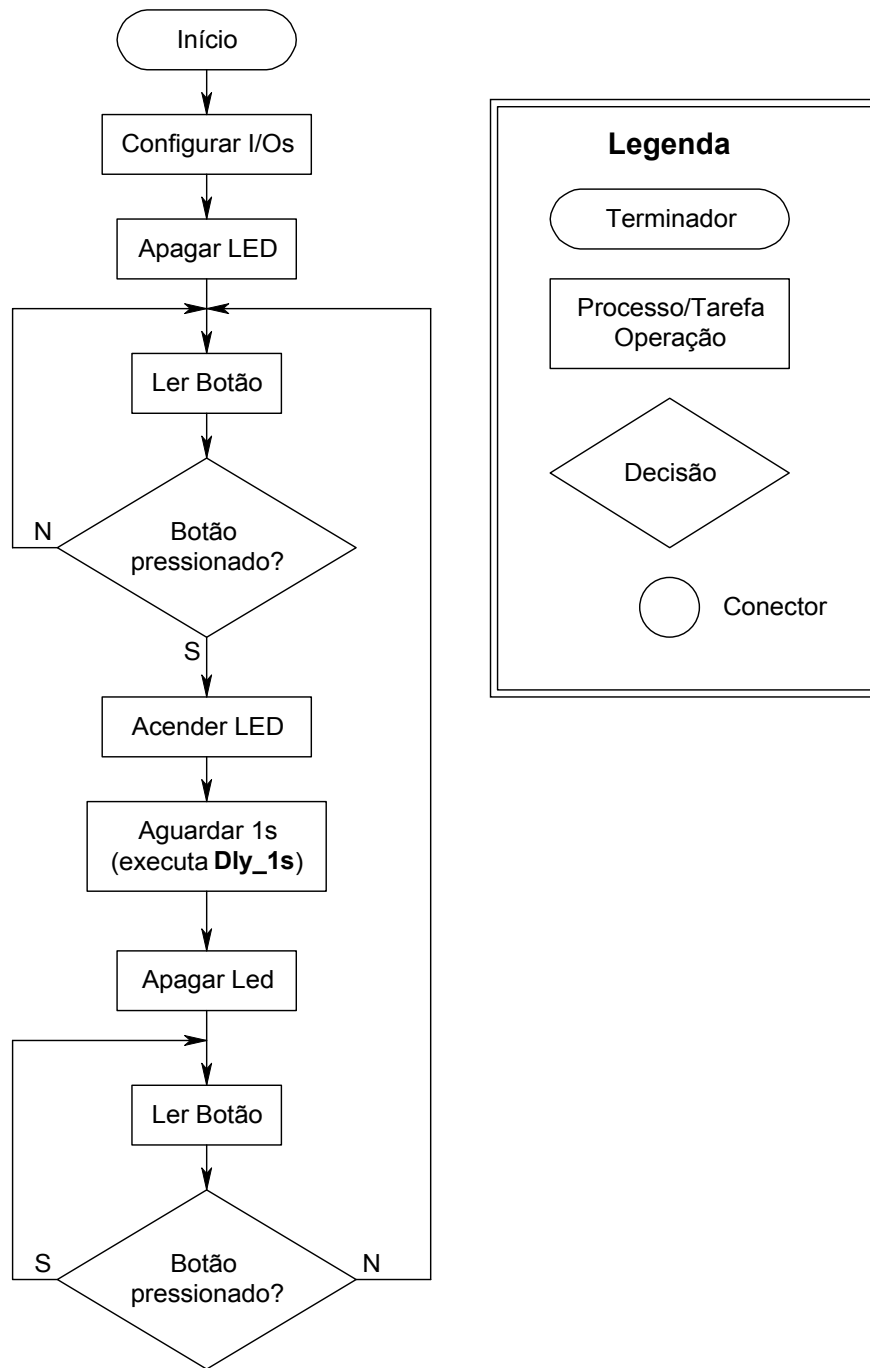 Início
Configurar I/Os
Apagar LED
Ler Botão
Botão
pressionado?
N
S
Acender LED
Aguardar 1s
(executa Dly_1s)
Apagar Led
Ler Botão
Botão
pressionado?
S
N
Legenda
Terminador
Processo/Tarefa
Operação
Decisão
Conector